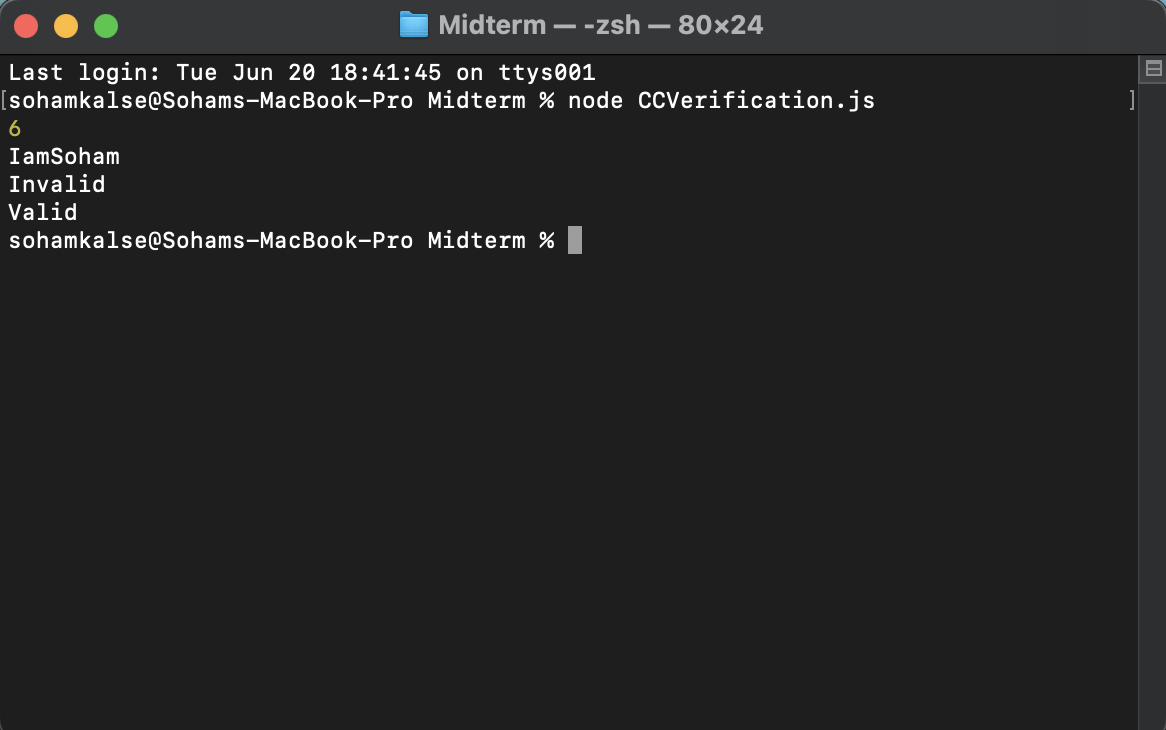 Midterm — -zsh — 80×24
Last login: Tue Jun 20 18:41:45 on ttys001
[sohamkalse@Sohams-MacBook-Pro Midterm % node CCVerification.js ]
6
IamSoham
Invalid
Valid
sohamkalse@Sohams-MacBook-Pro Midterm %